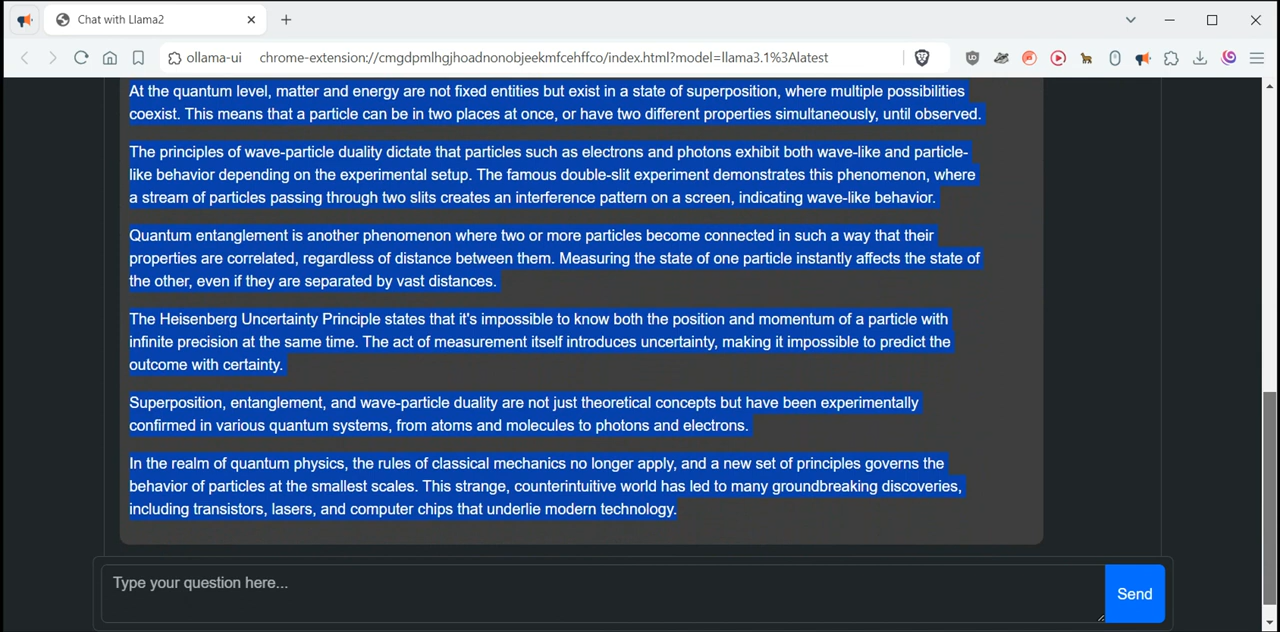 Chat with Llama2
ollama-ui chrome-extension://cmgdpmlhgjhoadnonobjeekmfcehffco/index.html?model=llama3.1%3Alatest
At the quantum level, matter and energy are not fixed entities but exist in a state of superposition, where multiple possibilities
coexist. This means that a particle can be in two places at once, or have two different properties simultaneously, until observed.
The principles of wave-particle duality dictate that particles such as electrons and photons exhibit both wave-like and particle-
like behavior depending on the experimental setup. The famous double-slit experiment demonstrates this phenomenon, where
a stream of particles passing through two slits creates an interference pattern on a screen, indicating wave-like behavior.
Quantum entanglement is another phenomenon where two or more particles become connected in such a way that their
properties are correlated, regardless of distance between them. Measuring the state of one particle instantly affects the state of
the other, even if they are separated by vast distances.
The Heisenberg Uncertainty Principle states that it's impossible to know both the position and momentum of a particle with
infinite precision at the same time. The act of measurement itself introduces uncertainty, making it impossible to predict the
outcome with certainty.
Superposition, entanglement, and wave-particle duality are not just theoretical concepts but have been experimentally
confirmed in various quantum systems, from atoms and molecules to photons and electrons.
In the realm of quantum physics, the rules of classical mechanics no longer apply, and a new set of principles governs the
behavior of particles at the smallest scales. This strange, counterintuitive world has led to many groundbreaking discoveries,
including transistors, lasers, and computer chips that underlie modern technology.
Type your question here...
Send